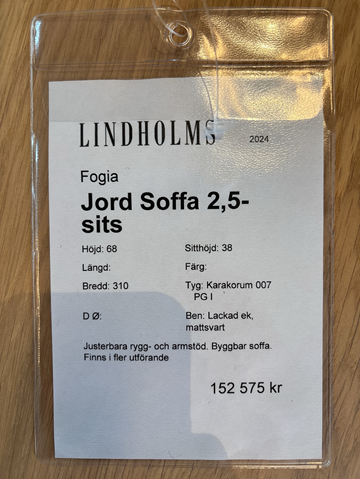 LINDHOLMS 2024
Fogia
Jord Soffa 2,5-
sits
Höjd: 68 Sitthöjd: 38
Längd: Färg:
Bredd: 310 Tyg: Karakorum 007
PG I
D Ø: Ben: Lackad ek,
mattsvart
Justerbara rygg- och armstöd. Byggbar soffa.
Finns i fler utförande
152 575 kr